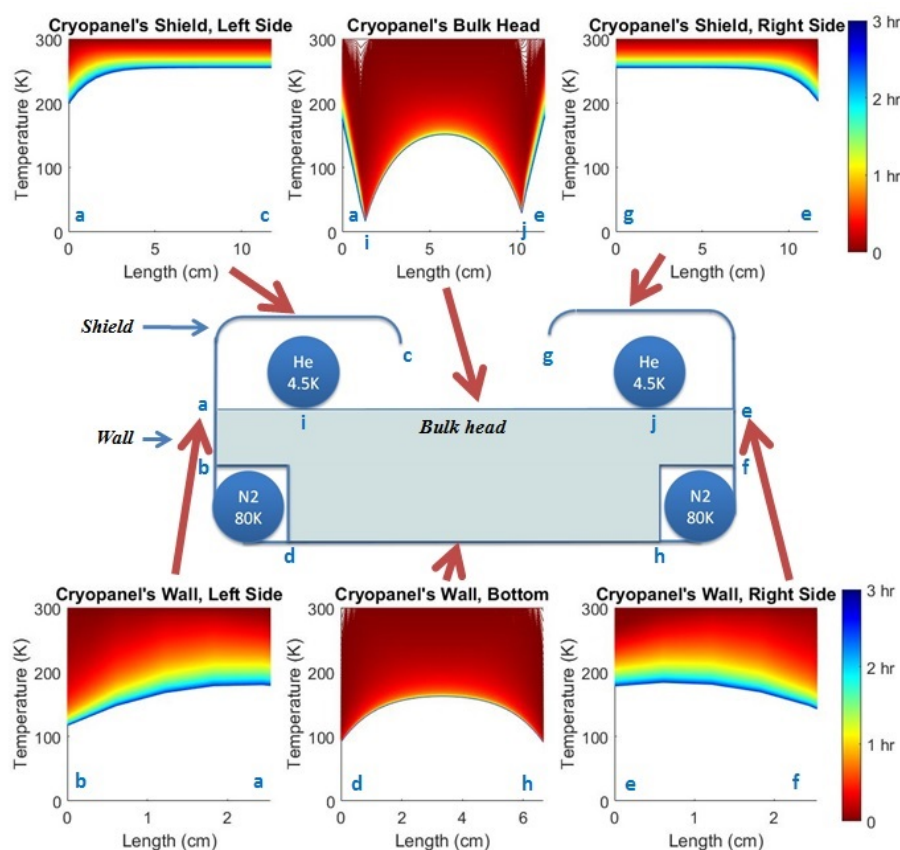 Cryopanel's Shield, Left Side
Cryopanel's Bulk Head
Cryopanel's Shield, Right Side
300
200
100
0
Temperature (K)
a
c
0
5
10
Length (cm)
300
200
100
0
Temperature (K)
a
i
e
j
0
5
10
Length (cm)
300
200
100
0
Temperature (K)
g
e
0
5
10
Length (cm)
3 hr
2 hr
1 hr
0
Shield
He
4.5K
c
g
He
4.5K
a
i
Bulk head
j
e
Wall
b
f
N2
80K
N2
80K
d
h
Cryopanel's Wall, Left Side
Cryopanel's Wall, Bottom
Cryopanel's Wall, Right Side
300
200
100
0
Temperature (K)
b
a
0
1
2
Length (cm)
300
200
100
0
Temperature (K)
d
h
0
2
4
6
Length (cm)
300
200
100
0
Temperature (K)
e
f
0
1
2
Length (cm)
3 hr
2 hr
1 hr
0